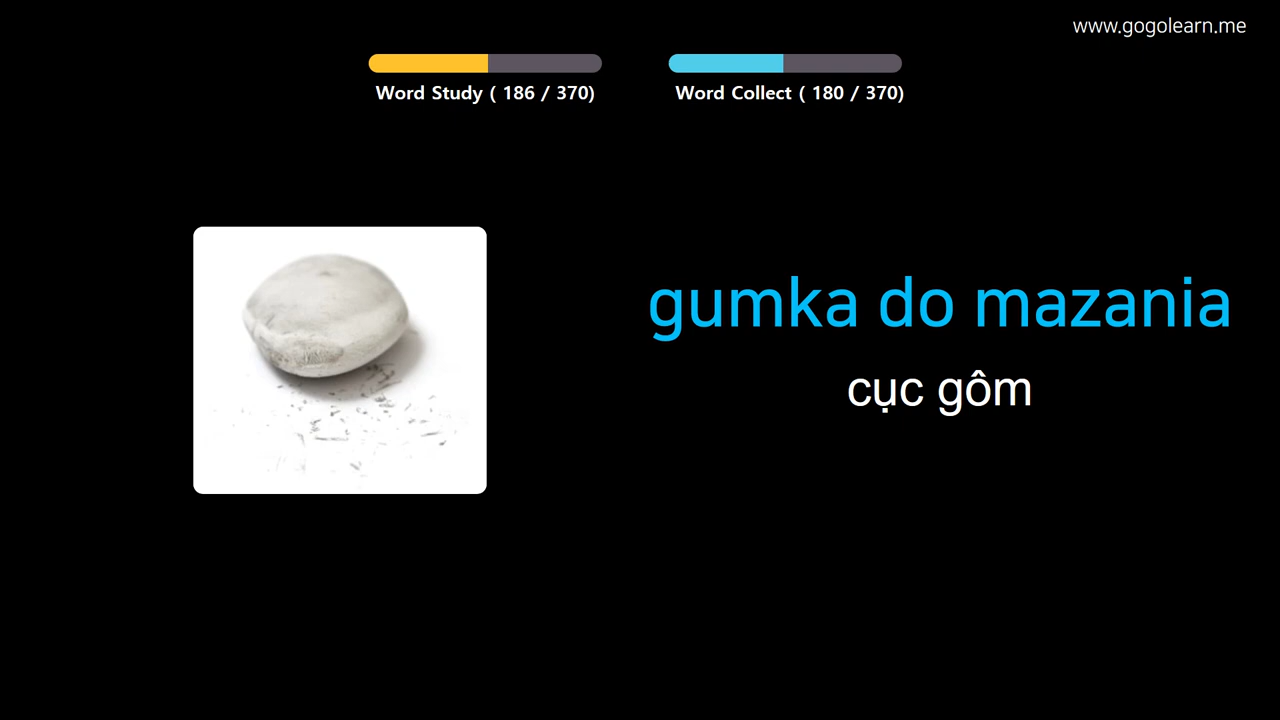 www.gogolearn.me
Word Study ( 186 / 370)
Word Collect ( 180 / 370)
gumka do mazania
cục gôm